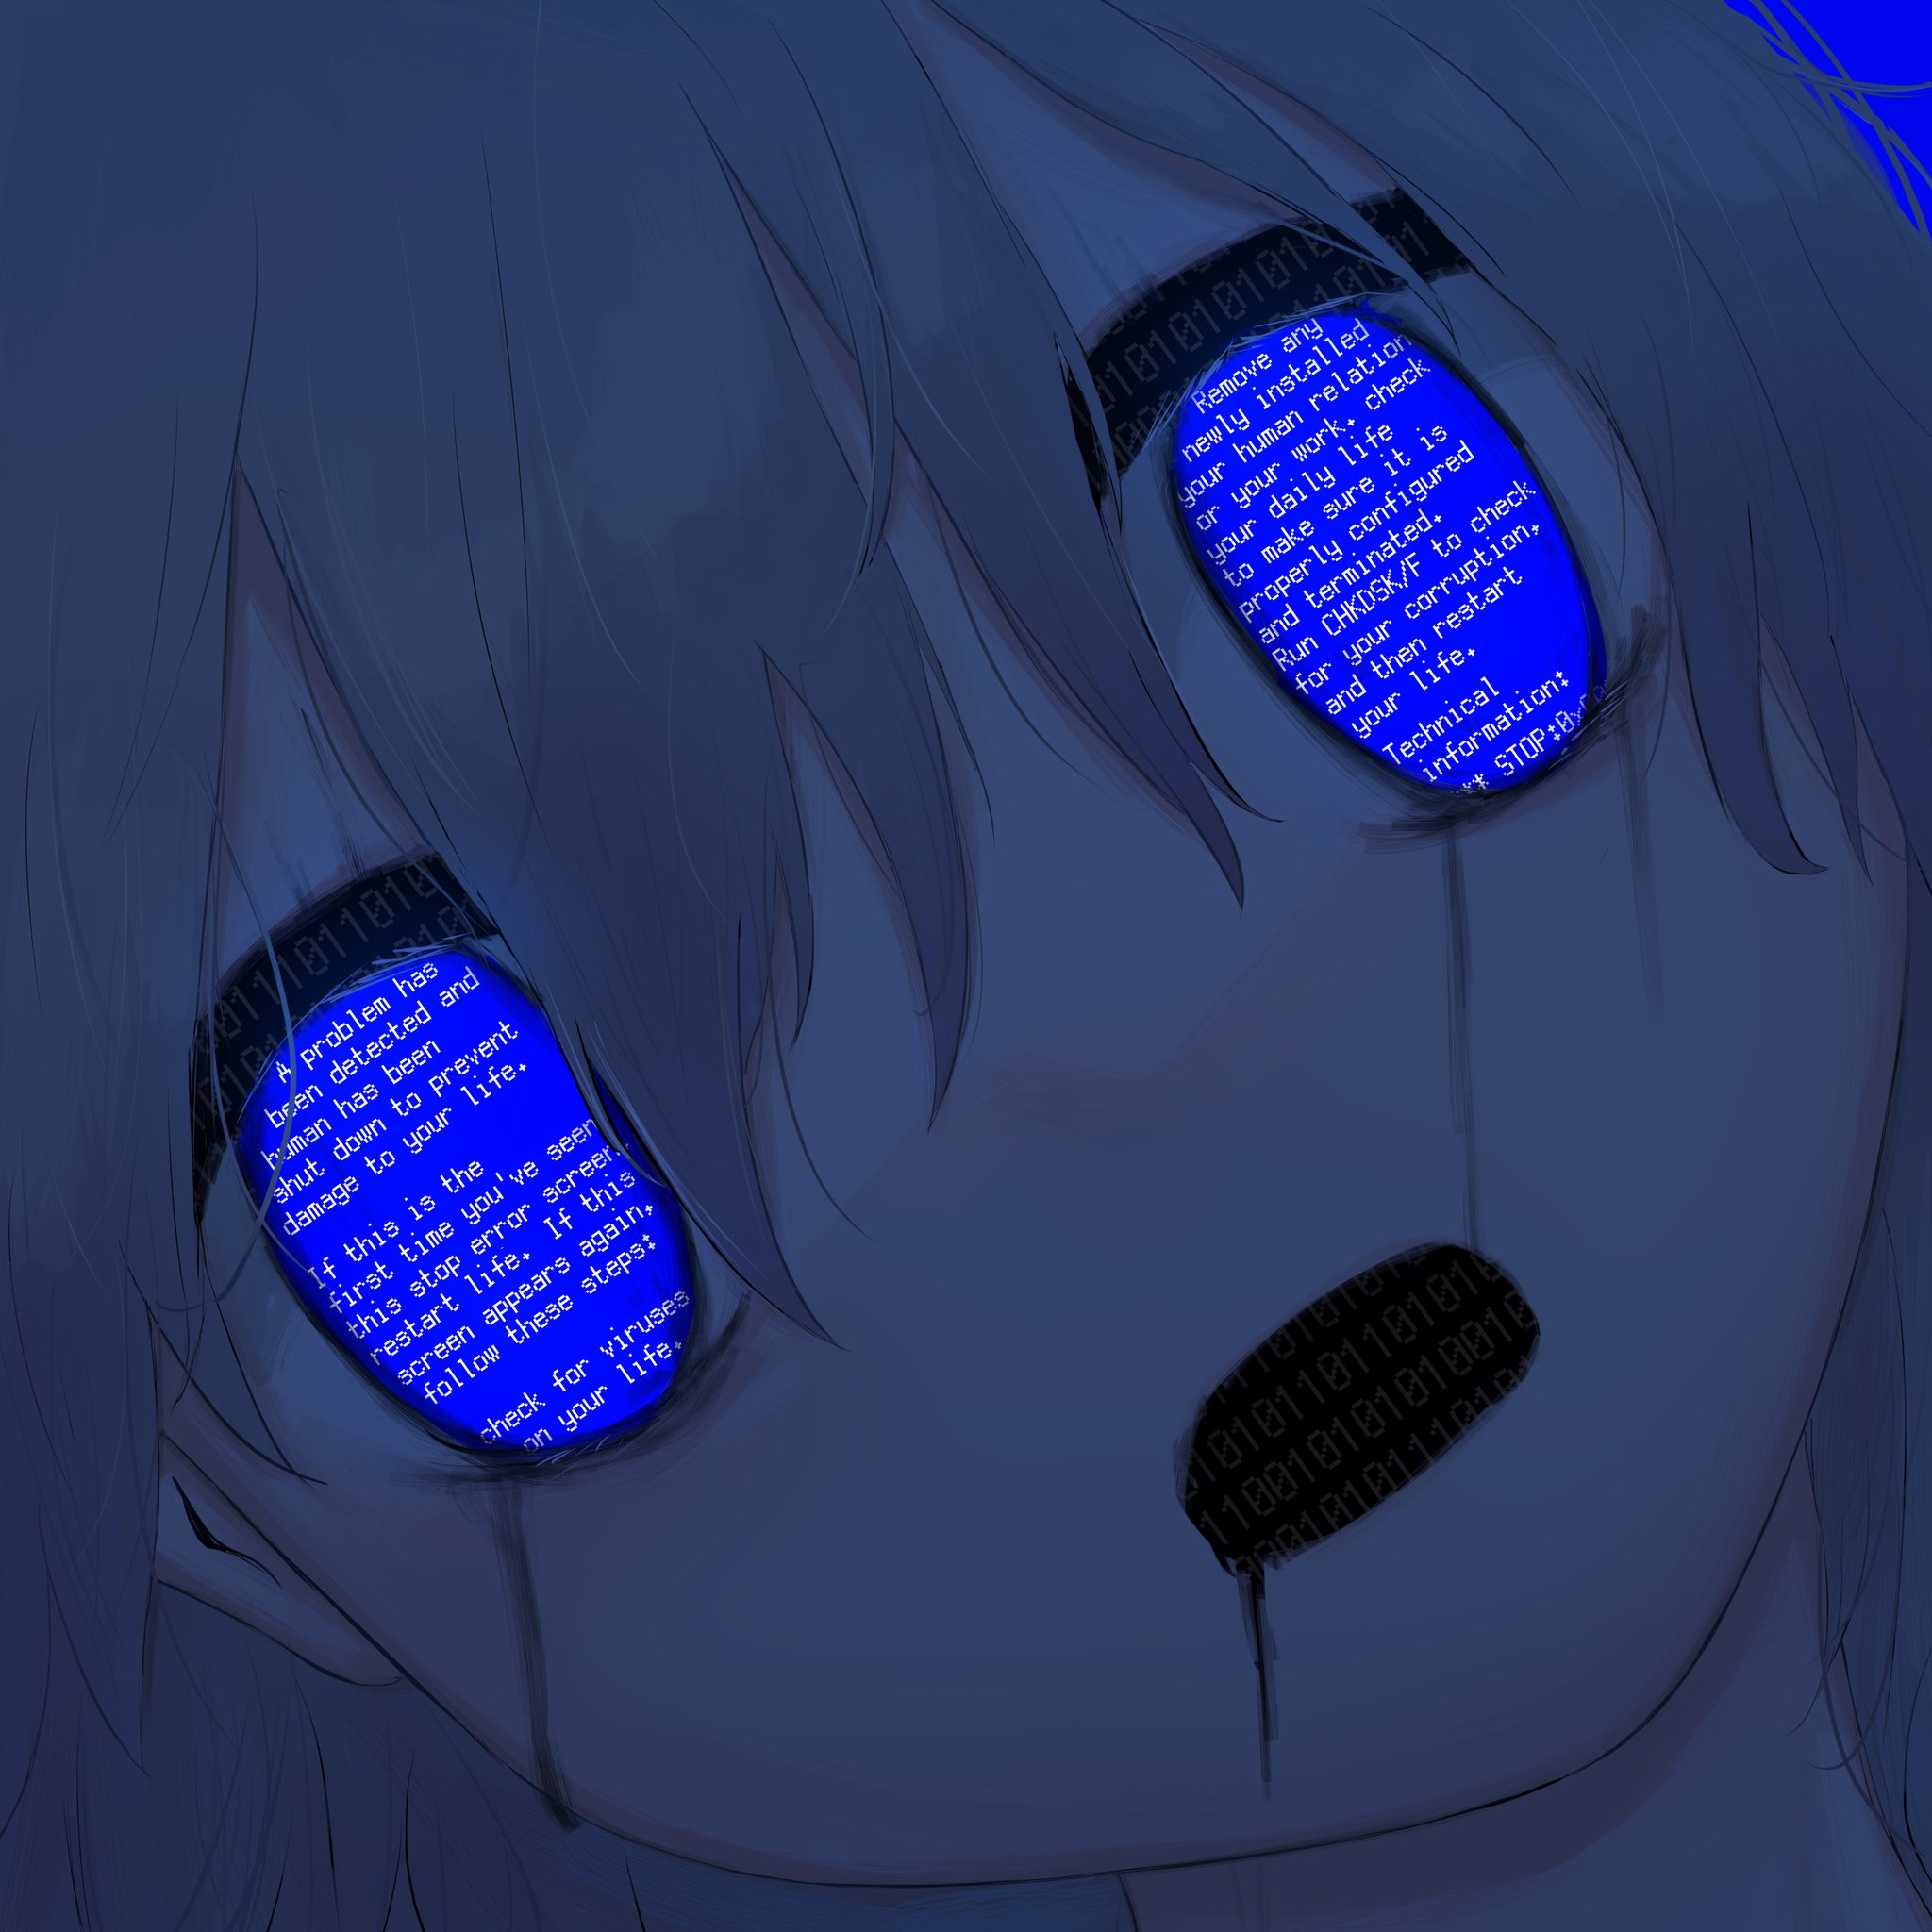 A problem has
been detected and
human has been
shut down to prevent
damage to your life.
If this is the
first time you've seen
this stop error screen.
restart life. If this
screen appears again,
follow these steps:
check for viruses
on your life.
Remove any
newly installed
your human relation
or your work. check
your daily life
to make sure it is
properly configured
and terminated.
Run CHKDSK/F to check
for your corruption,
and then restart
your life.
Technical
information:
** STOP:0x